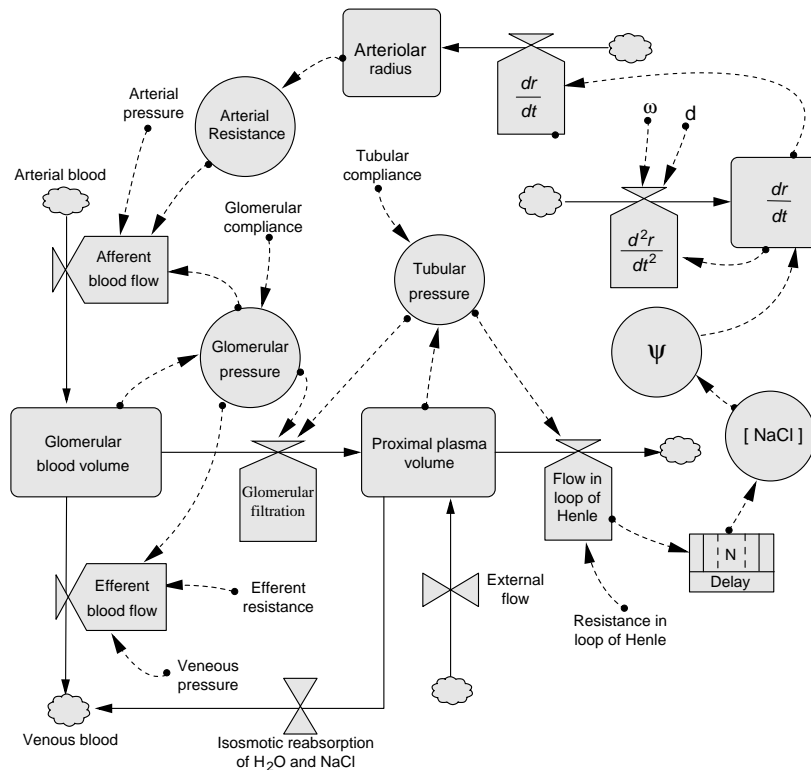 Arteriolar
radius
dr
dt
Arterial
pressure
Arterial
Resistance
ω
d
Tubular
compliance
Arterial blood
Glomerular
compliance
dr
dt
Afferent
blood flow
Tubular
pressure
d²r
dt²
Glomerular
pressure
ψ
Glomerular
blood volume
Proximal plasma
volume
[ NaCl ]
Glomerular
filtration
Flow in
loop of
Henle
N
Delay
Efferent
blood flow
Efferent
resistance
External
flow
Resistance in
loop of Henle
Veneous
pressure
Venous blood
Isosmotic reabsorption
of H₂O and NaCl